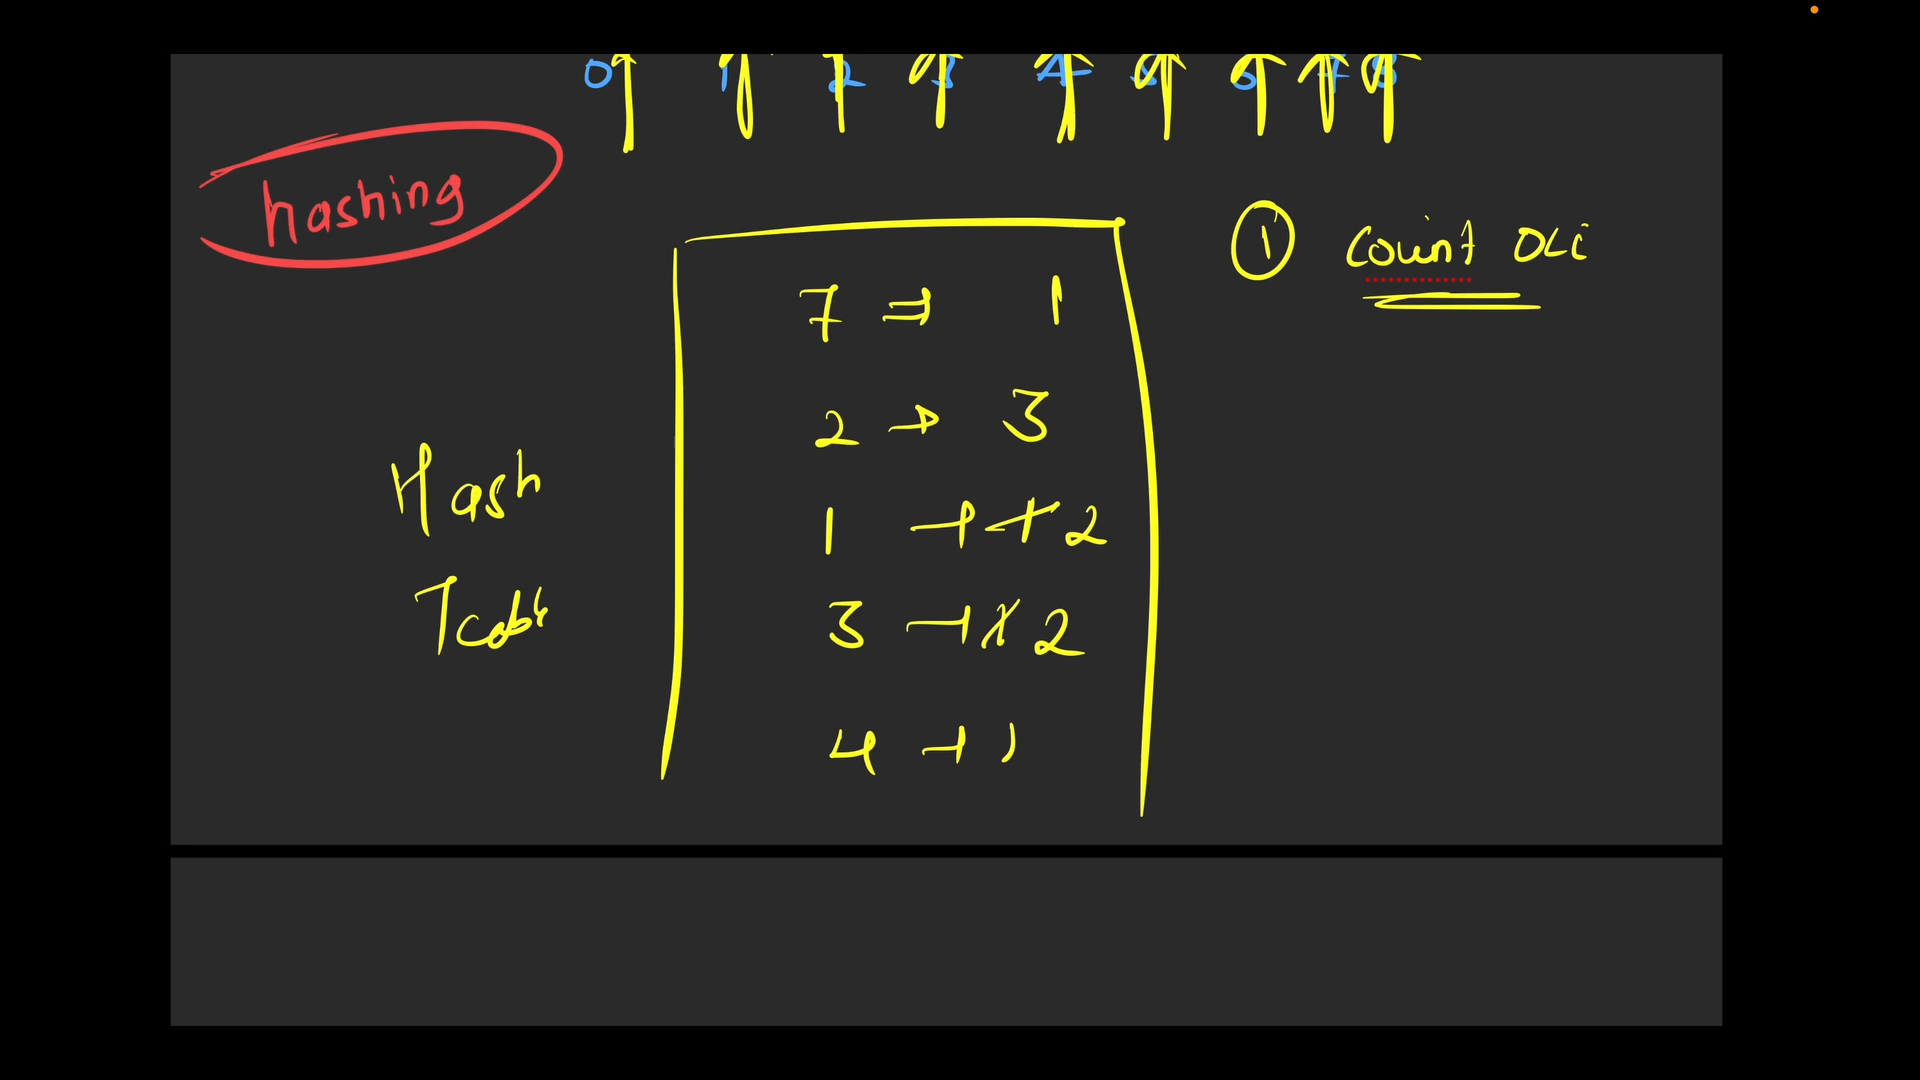 0 1 2 3 4 5 6 7 8
hashing
① Count OCC
7 ⇒ 1
2 → 3
Hash
1 → 1 2
Table
3 → 1 2
4 → 1